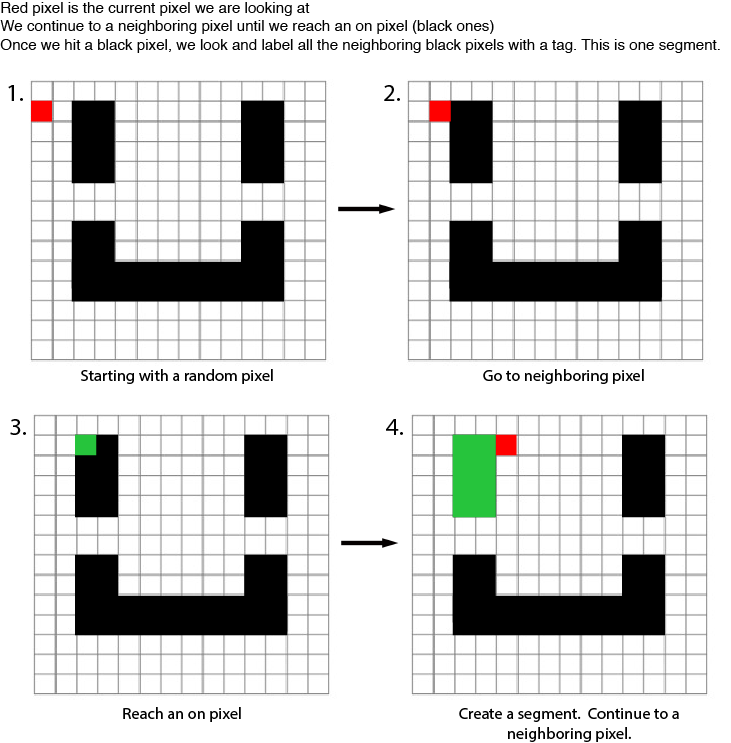 Red pixel is the current pixel we are looking at
We continue to a neighboring pixel until we reach an on pixel (black ones)
Once we hit a black pixel, we look and label all the neighboring black pixels with a tag. This is one segment.
1.
2.
Starting with a random pixel
Go to neighboring pixel
3.
4.
Reach an on pixel
Create a segment.  Continue to a
neighboring pixel.